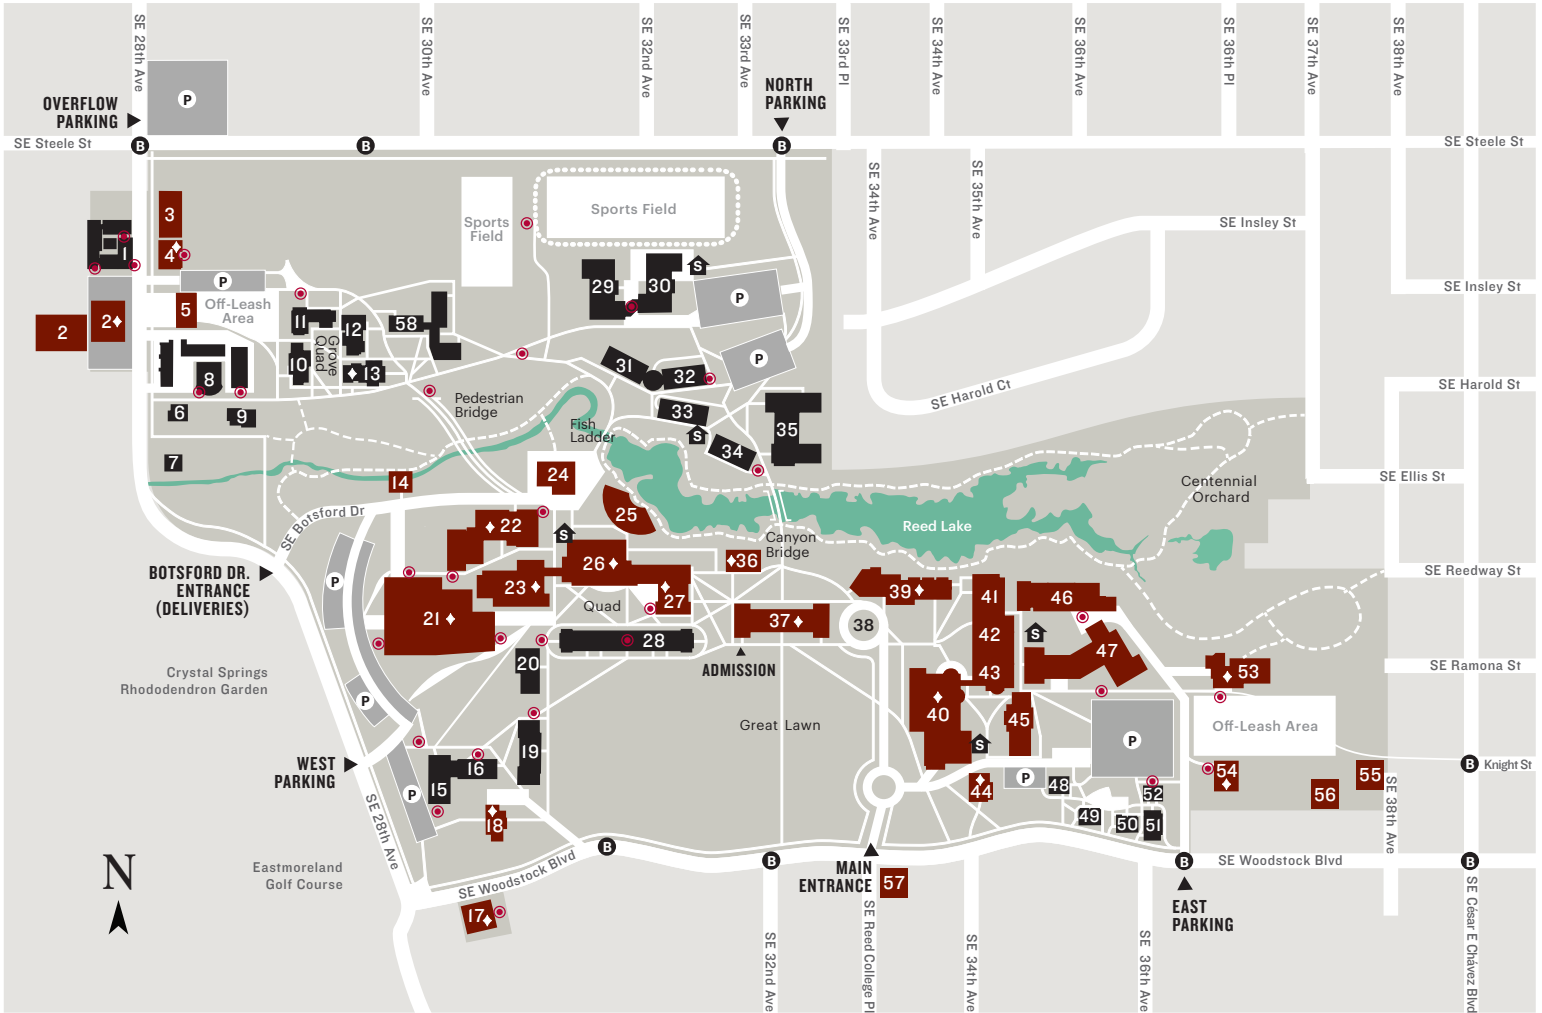 SE 28th Ave
SE 30th Ave
SE 32nd Ave
SE 33rd Ave
SE 33rd Pl
SE 34th Ave
SE 36th Ave
SE 36th Pl
SE 37th Ave
SE 38th Ave
P
OVERFLOW
PARKING
NORTH
PARKING
SE Steele St
B
B
B
SE Steele St
SE 34th Ave
SE 35th Ave
3
Sports
Field
Sports Field
SE Insley St
1
4
S
P
29
30
P
SE Insley St
Off-Leash
Area
5
2
2
11
12
58
Grove
Quad
10
13
8
31
32
P
SE Harold Ct
SE Harold St
6
9
Pedestrian
Bridge
33
Fish
Ladder
S
35
34
7
14
24
SE Ellis St
Centennial
Orchard
SE Botsford Dr
25
Reed Lake
22
S
Canyon
Bridge
BOTSFORD DR.
ENTRANCE
(DELIVERIES)
P
26
36
SE Reedway St
23
27
39
41
46
Quad
21
37
38
42
S
28
47
20
ADMISSION
43
53
SE Ramona St
Crystal Springs
Rhododendron Garden
P
40
45
Great Lawn
P
Off-Leash Area
19
S
WEST
PARKING
16
15
P
P
B
Knight St
54
55
44
48
52
56
SE 38th Ave
18
49
50
51
SE 28th Ave
B
B
B
SE Woodstock Blvd
B
N
Eastmoreland
Golf Course
SE Woodstock Blvd
MAIN
ENTRANCE
57
17
EAST
PARKING
SE 32nd Ave
SE Reed College Pl
SE 34th Ave
SE 36th Ave
SE César E Chávez Blvd